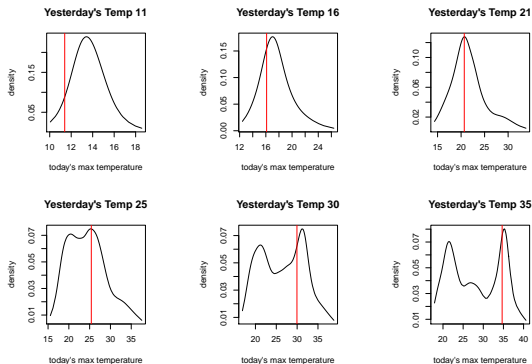 Yesterday's Temp 11
density
0.05 0.15
10 12 14 16 18
today's max temperature
Yesterday's Temp 16
density
0.00 0.05 0.10 0.15
12 16 20 24
today's max temperature
Yesterday's Temp 21
density
0.02 0.06 0.10
15 20 25 30
today's max temperature
Yesterday's Temp 25
density
0.01 0.03 0.05 0.07
15 20 25 30 35
today's max temperature
Yesterday's Temp 30
density
0.01 0.03 0.05 0.07
20 25 30 35
today's max temperature
Yesterday's Temp 35
density
0.01 0.03 0.05 0.07
20 25 30 35 40
today's max temperature